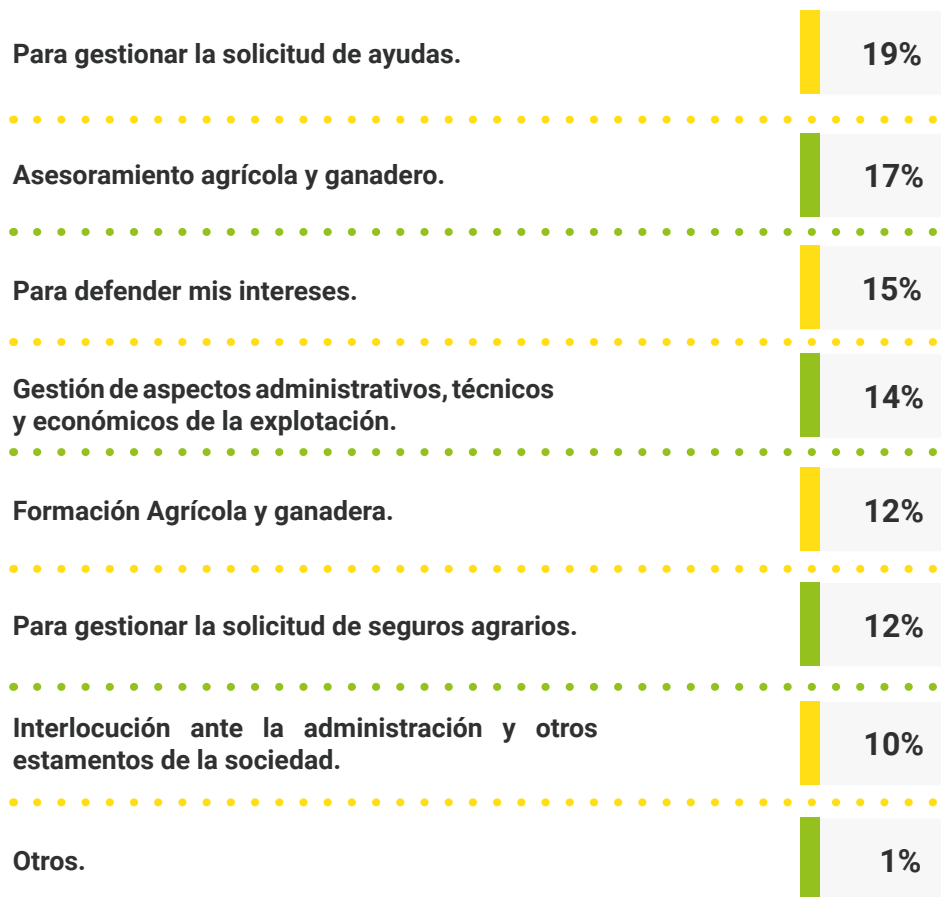 Para gestionar la solicitud de ayudas.
19%
Asesoramiento agrícola y ganadero.
17%
Para defender mis intereses.
15%
Gestión de aspectos administrativos, técnicos
y económicos de la explotación.
14%
Formación Agrícola y ganadera.
12%
Para gestionar la solicitud de seguros agrarios.
12%
Interlocución ante la administración y otros
estamentos de la sociedad.
10%
Otros.
1%